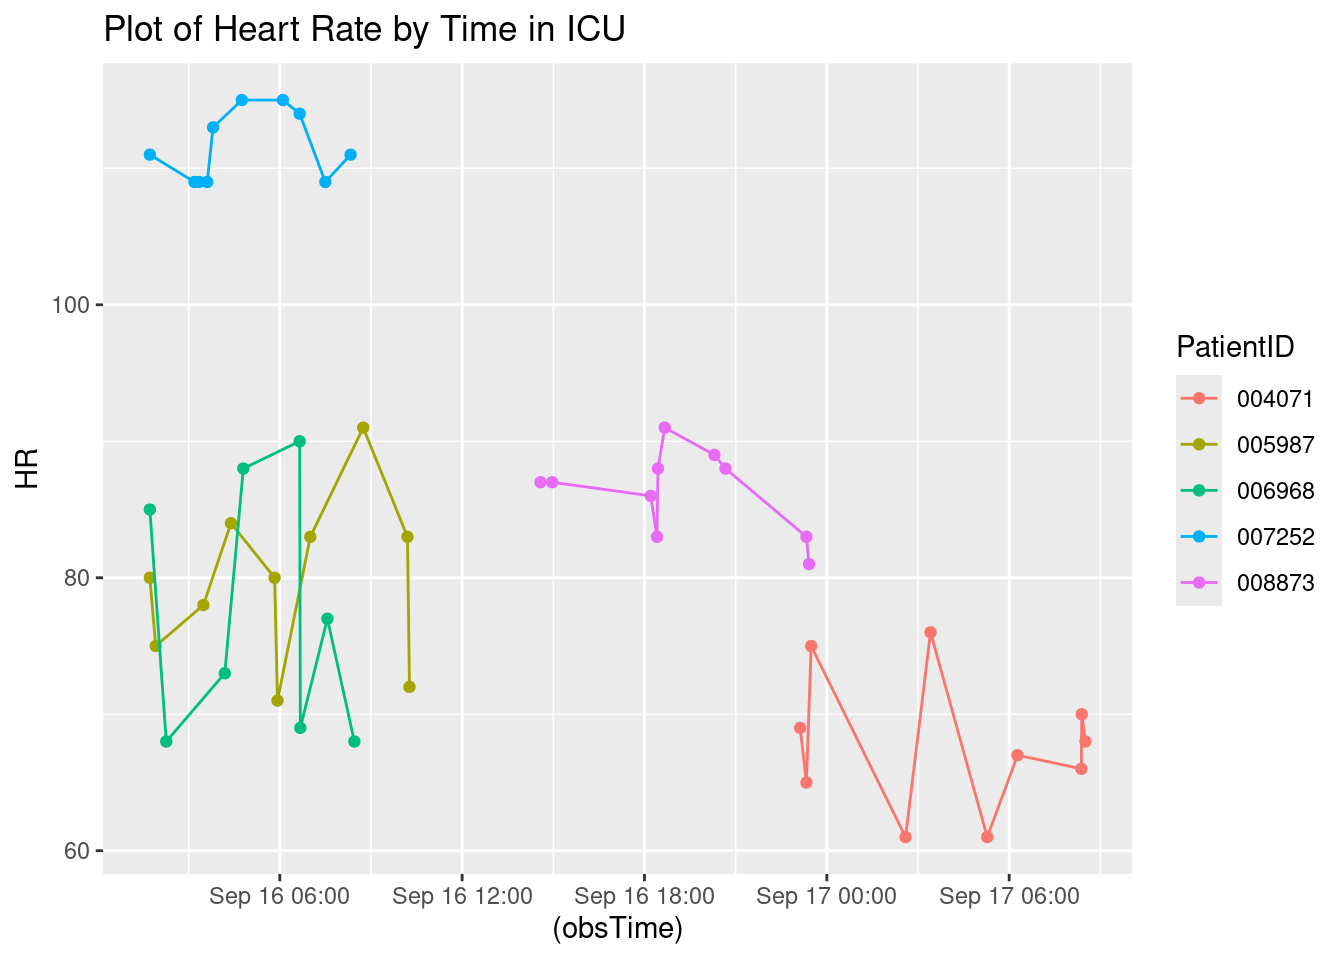 Plot of Heart Rate by Time in ICU
HR
100
80
60
Sep 16 06:00
Sep 16 12:00
Sep 16 18:00
Sep 17 00:00
Sep 17 06:00
(obsTime)
PatientID
004071
005987
006968
007252
008873